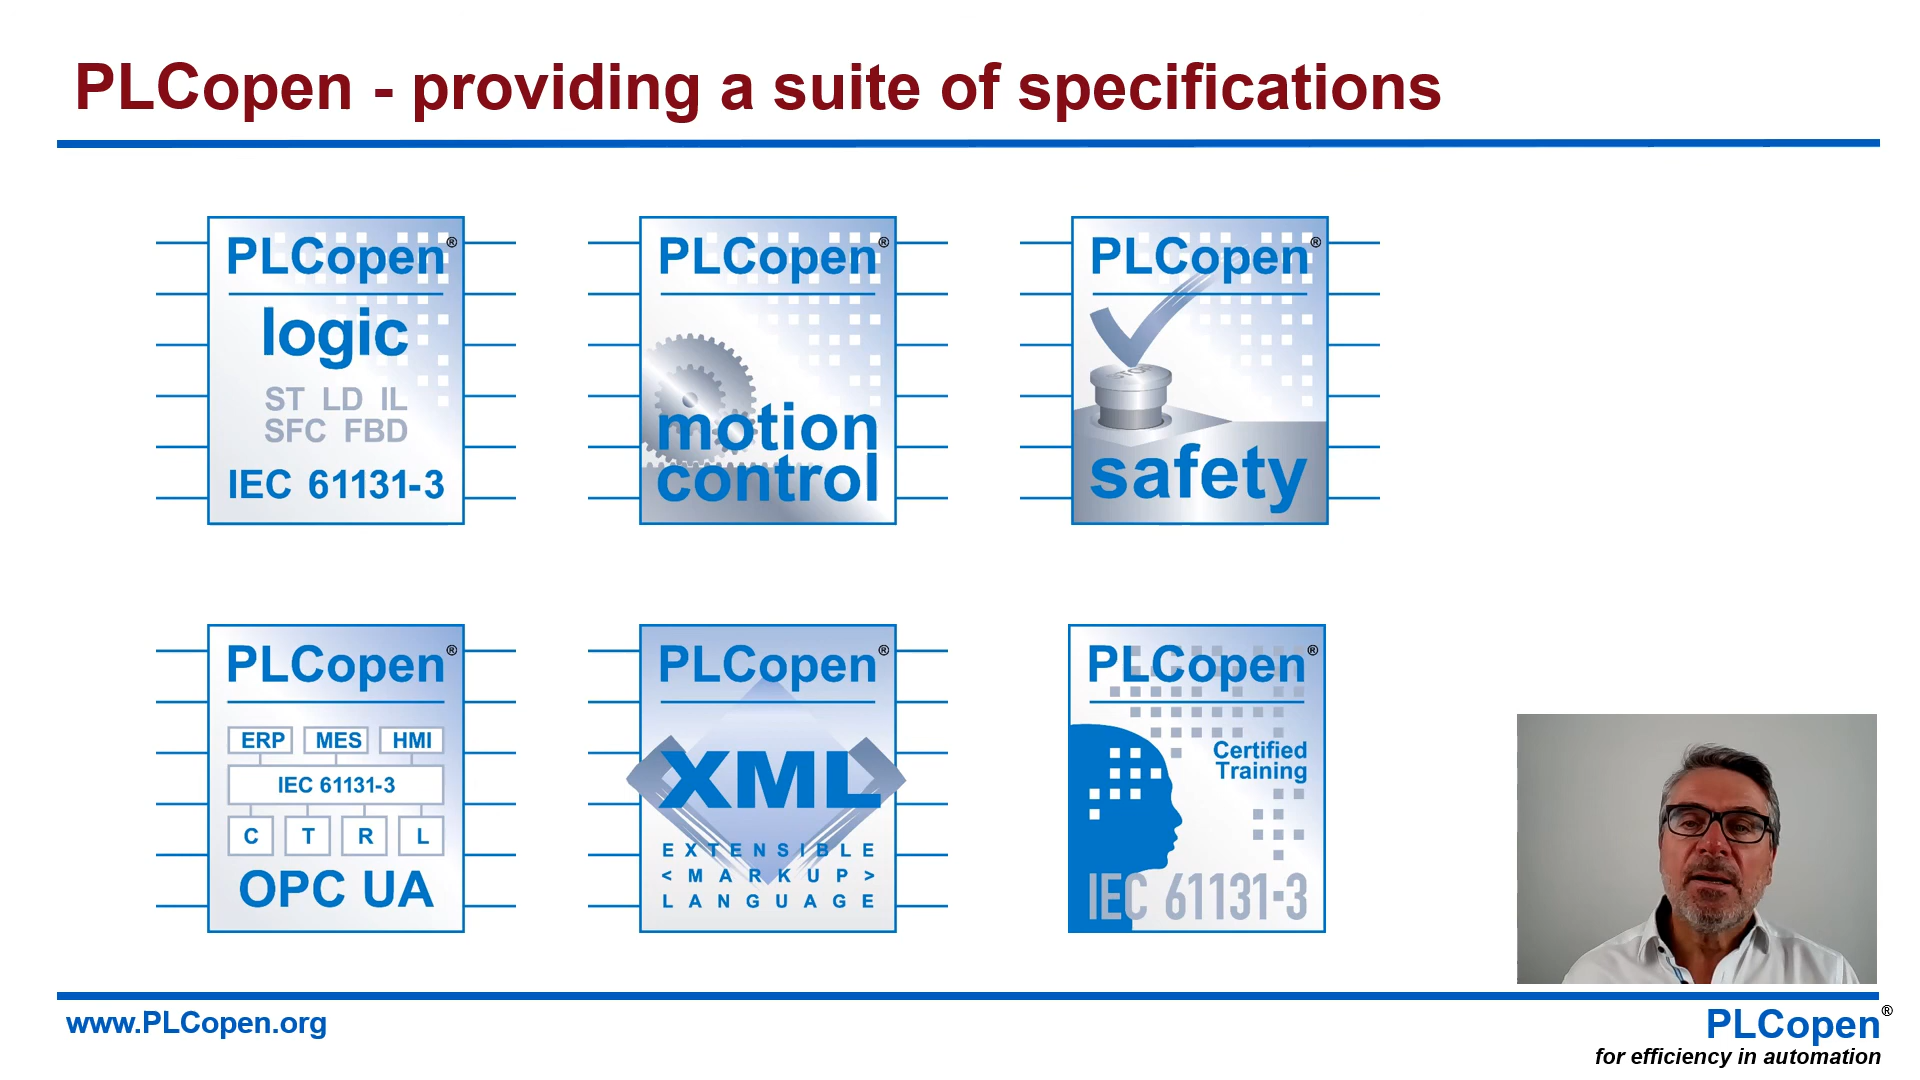 PLCopen - providing a suite of specifications
PLCopen®
logic
ST LD IL
SFC FBD
IEC 61131-3
PLCopen®
motion
control
PLCopen®
STOP
safety
PLCopen®
ERP MES HMI
IEC 61131-3
C T R L
OPC UA
PLCopen®
XML
EXTENSIBLE
<MARKUP>
LANGUAGE
PLCopen®
Certified
Training
IEC 61131-3
www.PLCopen.org
PLCopen®
for efficiency in automation